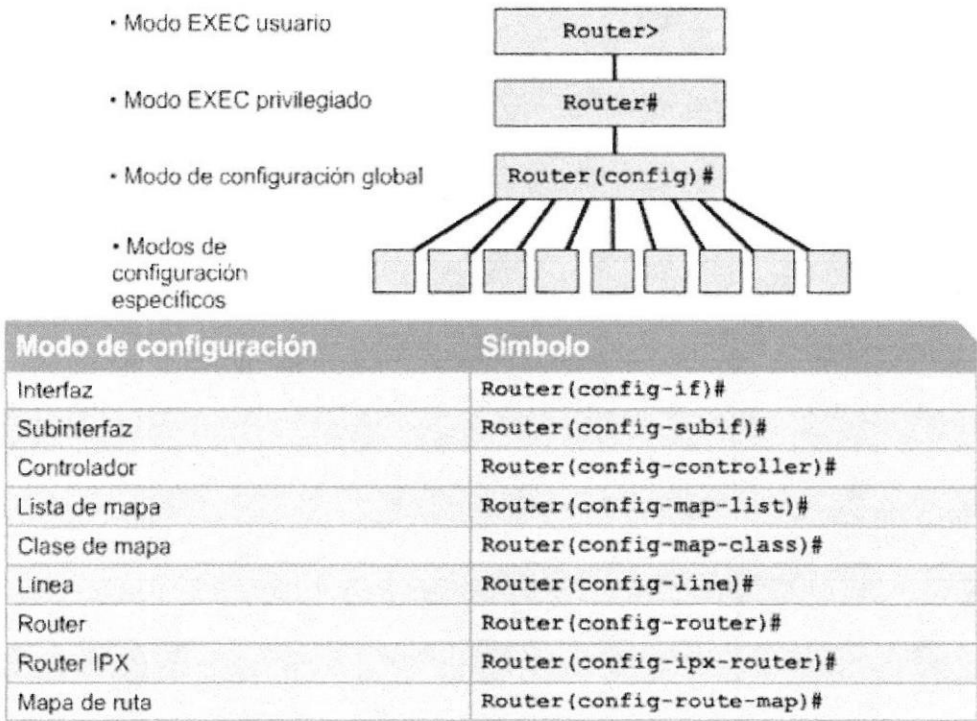 • Modo EXEC usuario
Router>
• Modo EXEC privilegiado
Router#
• Modo de configuración global
Router(config)#
• Modos de
configuración
específicos
Modo de configuración Símbolo
Interfaz Router(config-if)#
Subinterfaz Router(config-subif)#
Controlador Router(config-controller)#
Lista de mapa Router(config-map-list)#
Clase de mapa Router(config-map-class)#
Línea Router(config-line)#
Router Router(config-router)#
Router IPX Router(config-ipx-router)#
Mapa de ruta Router(config-route-map)#